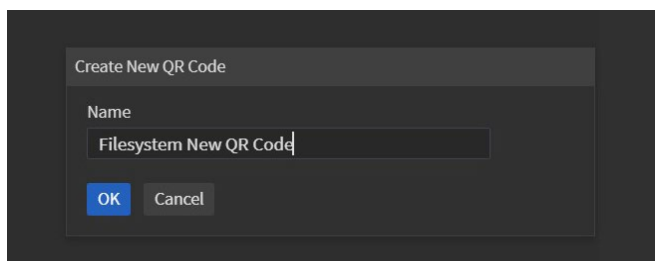 Create New QR Code
Name
Filesystem New QR Code
OK Cancel